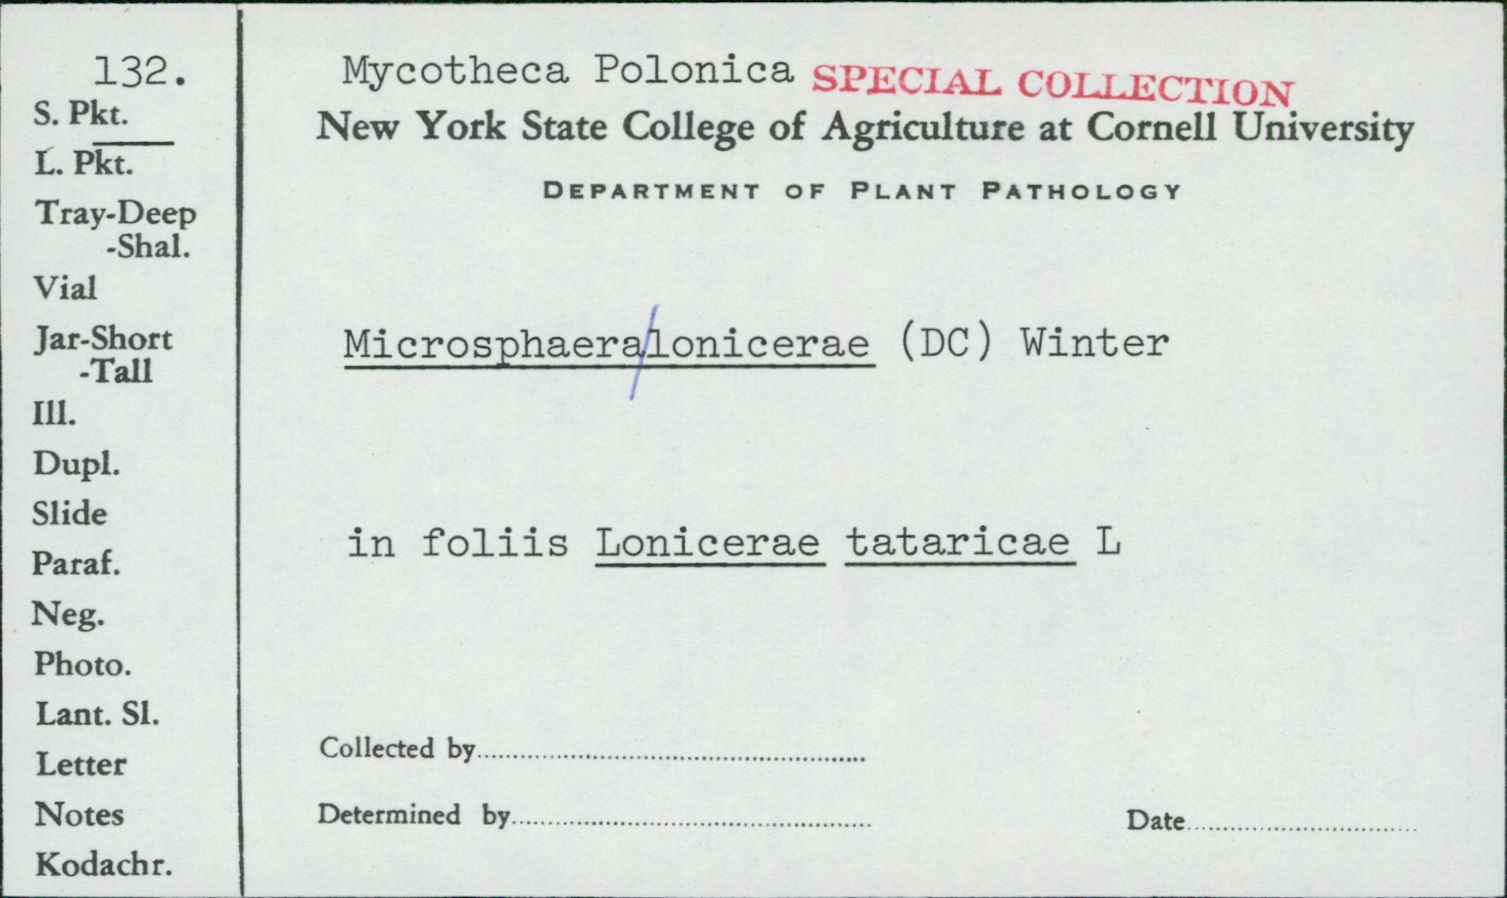 132.
S. Pkt.
L. Pkt.
Tray-Deep
-Shal.
Vial
Jar-Short
-Tall
Ill.
Dupl.
Slide
Paraf.
Neg.
Photo.
Lant. Sl.
Letter
Notes
Kodachr.
Mycotheca Polonica SPECIAL COLLECTION
New York State College of Agriculture at Cornell University
DEPARTMENT OF PLANT PATHOLOGY
Microsphaera/lonicerae (DC) Winter
in foliis Lonicerae tataricae L
Collected by
Determined by
Date